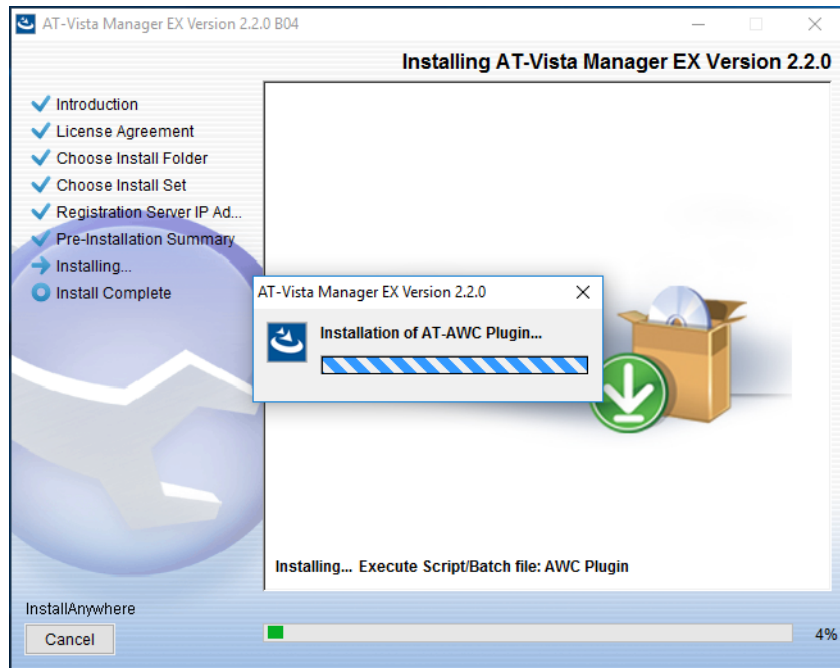 AT-Vista Manager EX Version 2.2.0 B04
Installing AT-Vista Manager EX Version 2.2.0
Introduction
License Agreement
Choose Install Folder
Choose Install Set
Registration Server IP Ad...
Pre-Installation Summary
Installing...
Install Complete
AT-Vista Manager EX Version 2.2.0
Installation of AT-AWC Plugin...
Installing... Execute Script/Batch file: AWC Plugin
InstallAnywhere
Cancel
4%